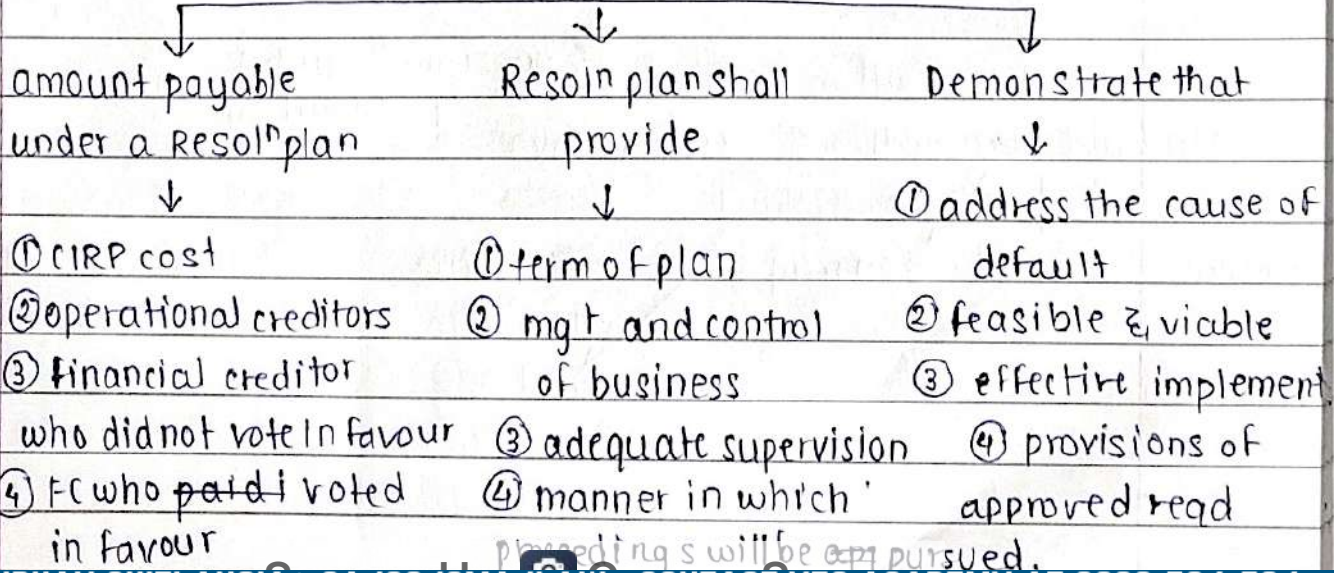 amount payable
under a Resolⁿ plan
① CIRP cost
② operational creditors
③ financial creditor
who did not vote in favour
④ FC who paid i voted
in favour
Resolⁿ plan shall
provide
① term of plan
② mgt and control
of business
③ adequate supervision
④ manner in which
proceedings will be app pursued.
Demonstrate that
① address the cause of
default
② feasible & viable
③ effective implement
④ provisions of
approved reqd